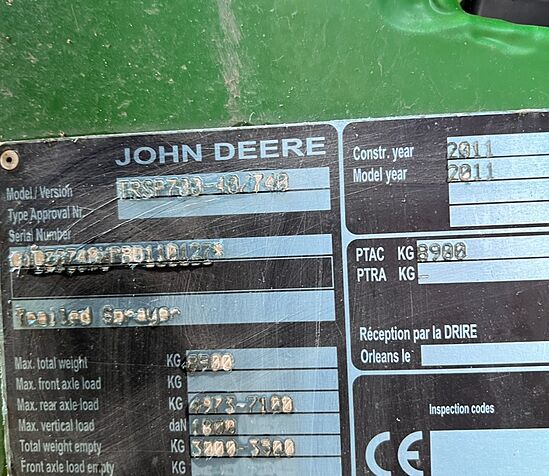 JOHN DEERE
Model / Version TRSPZ33-40/740
Type Approval Nr.
Serial Number
Trailed Sprayer
Max. total weight KG 8900
Max. front axle load KG
Max. rear axle load KG 6973-7100
Max. vertical load daN 1800
Total weight empty KG 3000-3900
Front axle load empty KG
Constr. year 2011
Model year 2011
PTAC KG 8900
PTRA KG -
Réception par la DRIRE
Orleans le
Inspection codes
CE